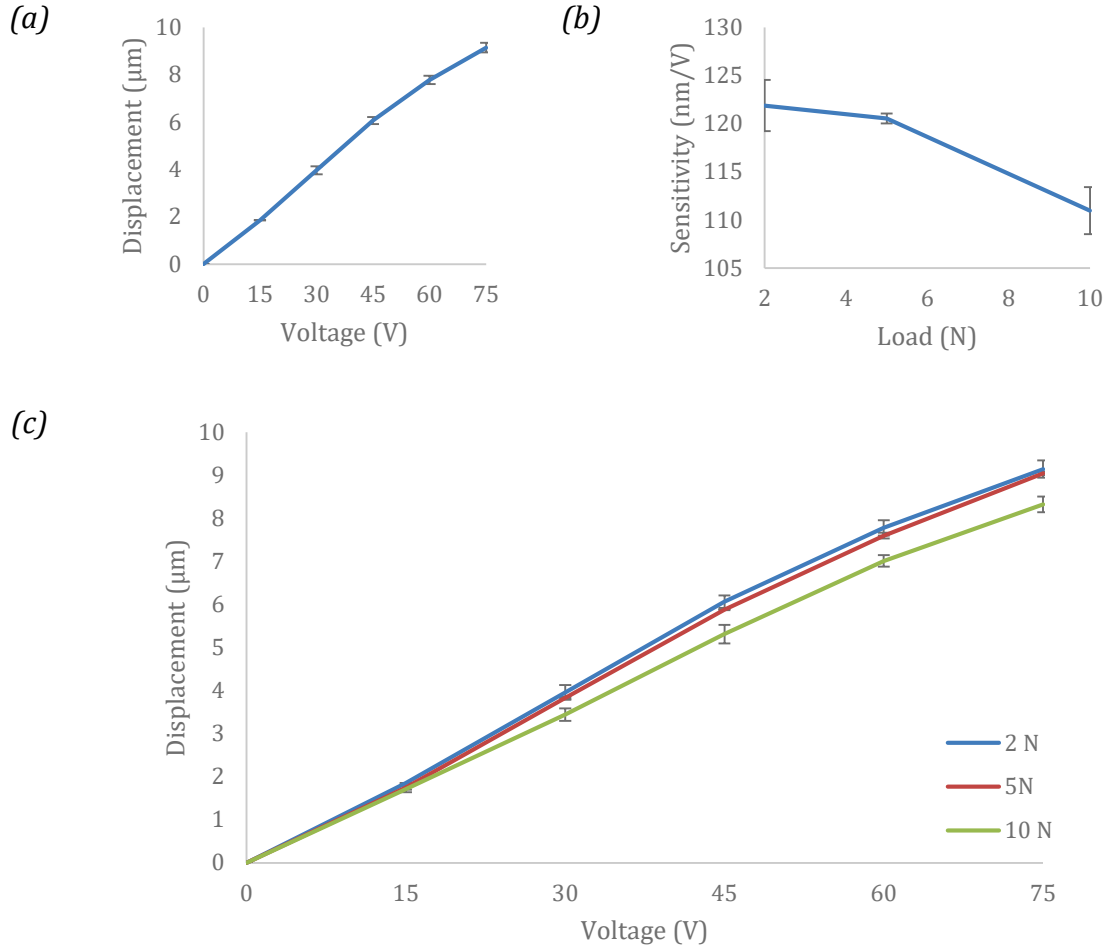 (a)
10
8
6
4
2
0
Displacement (μm)
0 15 30 45 60 75
Voltage (V)
(b)
130
125
120
115
110
105
Sensitivity (nm/V)
2 4 6 8 10
Load (N)
(c)
10
9
8
7
6
5
4
3
2
1
0
Displacement (μm)
2 N
5N
10 N
0 15 30 45 60 75
Voltage (V)